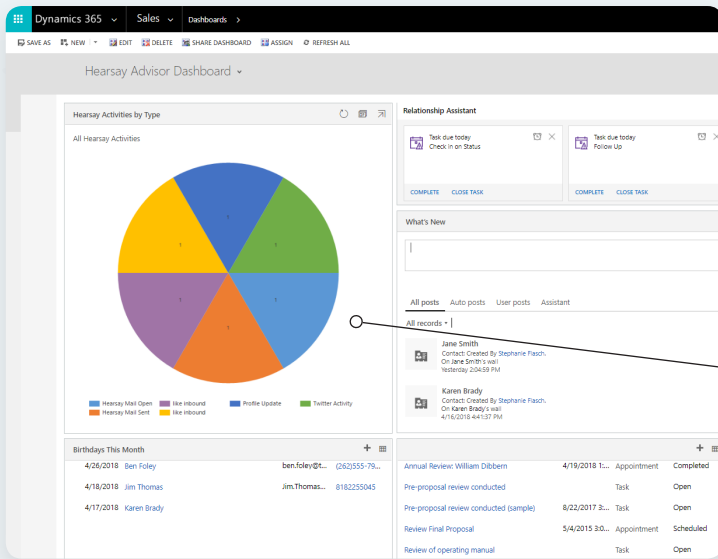 Dynamics 365 Sales Dashboards >
SAVE AS NEW EDIT DELETE SHARE DASHBOARD ASSIGN REFRESH ALL
Hearsay Advisor Dashboard
Hearsay Activities by Type
All Hearsay Activities
1
1
1
1
1
1
Hearsay Mail Open like inbound Profile Update Twitter Activity
Hearsay Mail Sent like inbound
Relationship Assistant
Task due today
Check in on Status
COMPLETE CLOSE TASK
Task due today
Follow Up
COMPLETE CLOSE TASK
What's New
All posts Auto posts User posts Assistant
All records
Jane Smith
Contact: Created By Stephanie Flasch.
On Jane Smith's wall
Yesterday 2:04:59 PM
Karen Brady
Contact: Created By Stephanie Flasch.
On Karen Brady's wall
4/16/2018 4:41:37 PM
Birthdays This Month
4/26/2018 Ben Foley ben.foley@t... (262)555-79...
4/18/2018 Jim Thomas Jim.Thomas... 8182255045
4/17/2018 Karen Brady
Annual Review: William Dibbern 4/19/2018 1:... Appointment Completed
Pre-proposal review conducted Task Open
Pre-proposal review conducted (sample) 8/22/2017 3:... Task Open
Review Final Proposal 5/4/2015 3:0... Appointment Scheduled
Review of operating manual Task Open